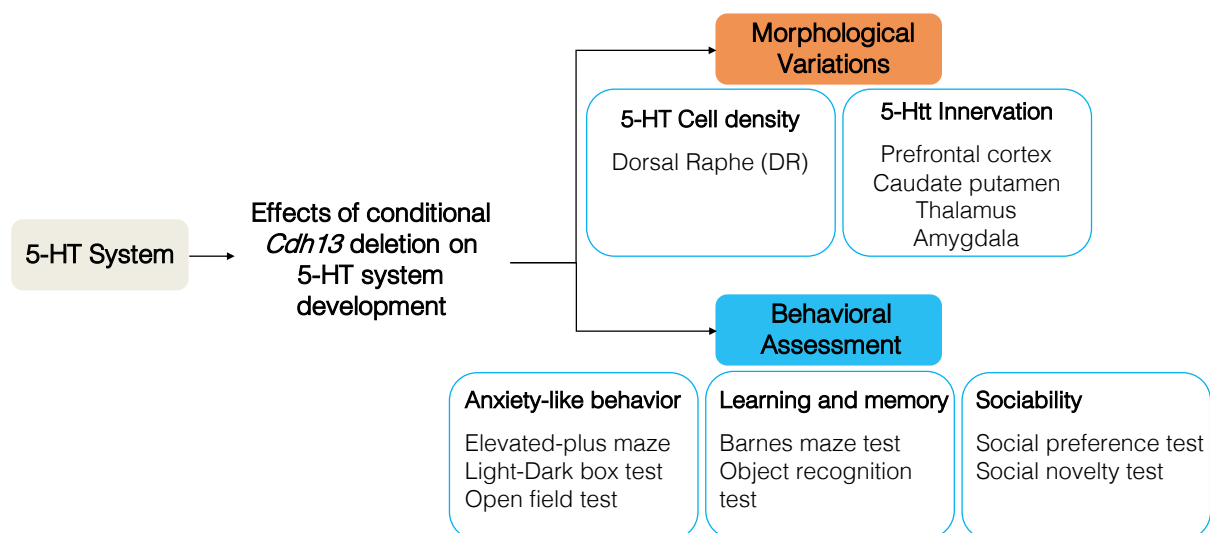 5-HT System
Effects of conditional
Cdh13 deletion on
5-HT system
development
Morphological
Variations
5-HT Cell density
Dorsal Raphe (DR)
5-Htt Innervation
Prefrontal cortex
Caudate putamen
Thalamus
Amygdala
Behavioral
Assessment
Anxiety-like behavior
Elevated-plus maze
Light-Dark box test
Open field test
Learning and memory
Barnes maze test
Object recognition
test
Sociability
Social preference test
Social novelty test